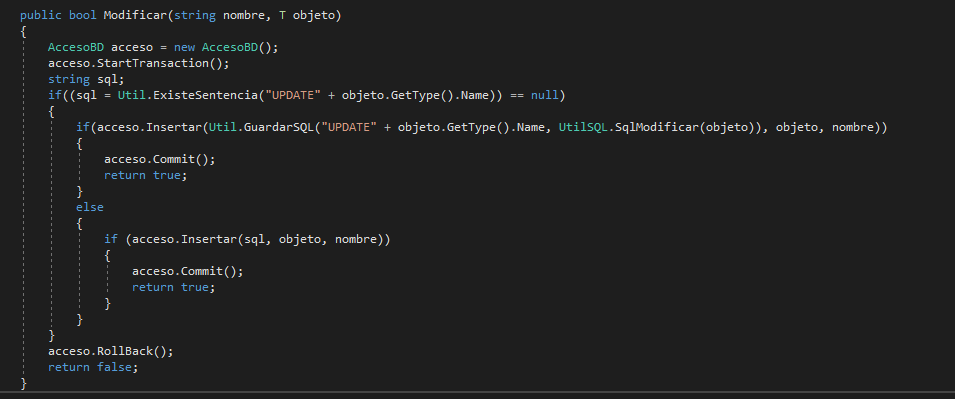 public bool Modificar(string nombre, T objeto)
{
AccesoBD acceso = new AccesoBD();
acceso.StartTransaction();
string sql;
if((sql = Util.ExisteSentencia("UPDATE" + objeto.GetType().Name)) == null)
{
if(acceso.Insertar(Util.GuardarSQL("UPDATE" + objeto.GetType().Name, UtilSQL.SqlModificar(objeto)), objeto, nombre))
{
acceso.Commit();
return true;
}
else
{
if (acceso.Insertar(sql, objeto, nombre))
{
acceso.Commit();
return true;
}
}
}
acceso.RollBack();
return false;
}